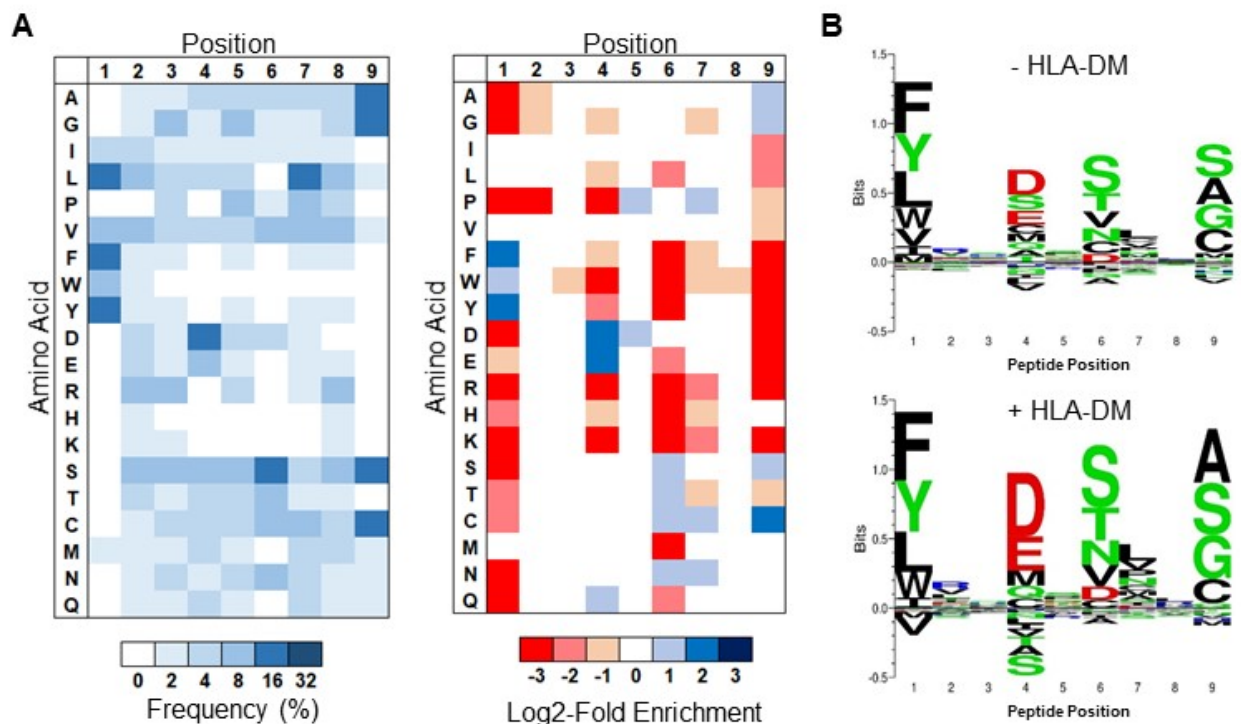 A
Position
1 2 3 4 5 6 7 8 9
Amino Acid
A
G
I
L
P
V
F
W
Y
D
E
R
H
K
S
T
C
M
N
Q
0 2 4 8 16 32
Frequency (%)
Position
1 2 3 4 5 6 7 8 9
Amino Acid
A
G
I
L
P
V
F
W
Y
D
E
R
H
K
S
T
C
M
N
Q
-3 -2 -1 0 1 2 3
Log2-Fold Enrichment
B
- HLA-DM
Bits
1.5
1.0
0.5
0.0
-0.5
F
Y
L
W
D
S
E
S
T
V
N
C
D
S
A
G
C
1 2 3 4 5 6 7 8 9
Peptide Position
+ HLA-DM
Bits
1.5
1.0
0.5
0.0
-0.5
F
Y
L
W
V
D
E
M
Q
C
A
S
S
T
N
V
D
L
A
S
G
C
1 2 3 4 5 6 7 8 9
Peptide Position